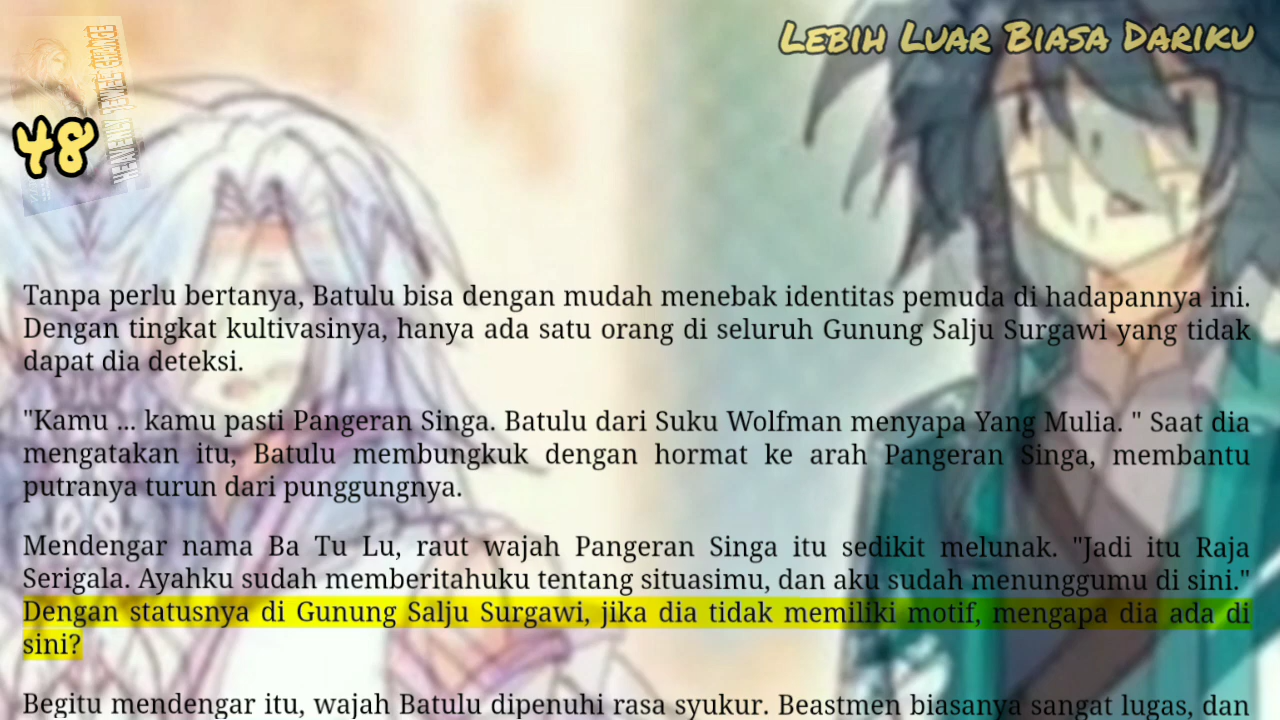 Lebih Luar Biasa Dariku
HEAVENLY JEWEL CHANGE
48
Tanpa perlu bertanya, Batulu bisa dengan mudah menebak identitas pemuda di hadapannya ini.
Dengan tingkat kultivasinya, hanya ada satu orang di seluruh Gunung Salju Surgawi yang tidak
dapat dia deteksi.
"Kamu ... kamu pasti Pangeran Singa. Batulu dari Suku Wolfman menyapa Yang Mulia. " Saat dia
mengatakan itu, Batulu membungkuk dengan hormat ke arah Pangeran Singa, membantu
putranya turun dari punggungnya.
Mendengar nama Ba Tu Lu, raut wajah Pangeran Singa itu sedikit melunak. "Jadi itu Raja
Serigala. Ayahku sudah memberitahuku tentang situasimu, dan aku sudah menunggumu di sini."
Dengan statusnya di Gunung Salju Surgawi, jika dia tidak memiliki motif, mengapa dia ada di
sini?
Begitu mendengar itu, wajah Batulu dipenuhi rasa syukur. Beastmen biasanya sangat lugas, dan